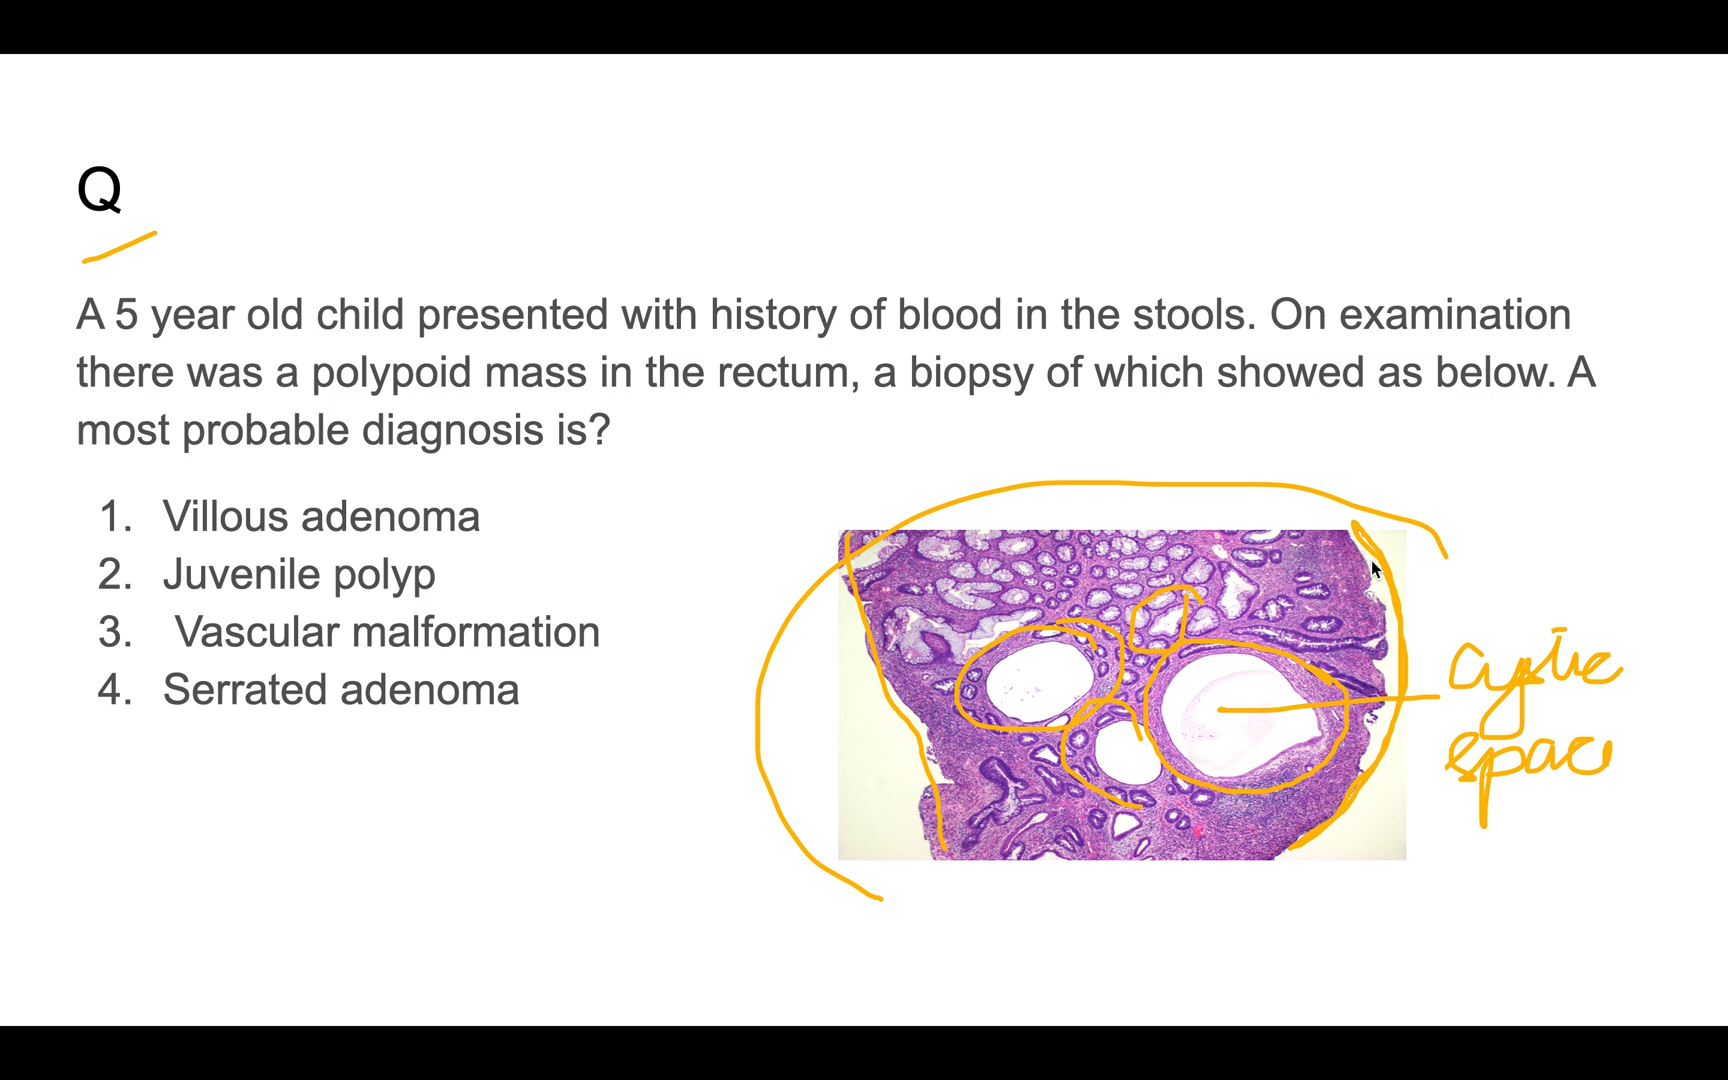 Q
A 5 year old child presented with history of blood in the stools. On examination
there was a polypoid mass in the rectum, a biopsy of which showed as below. A
most probable diagnosis is?
1. Villous adenoma
2. Juvenile polyp
3. Vascular malformation
4. Serrated adenoma
cystic
space